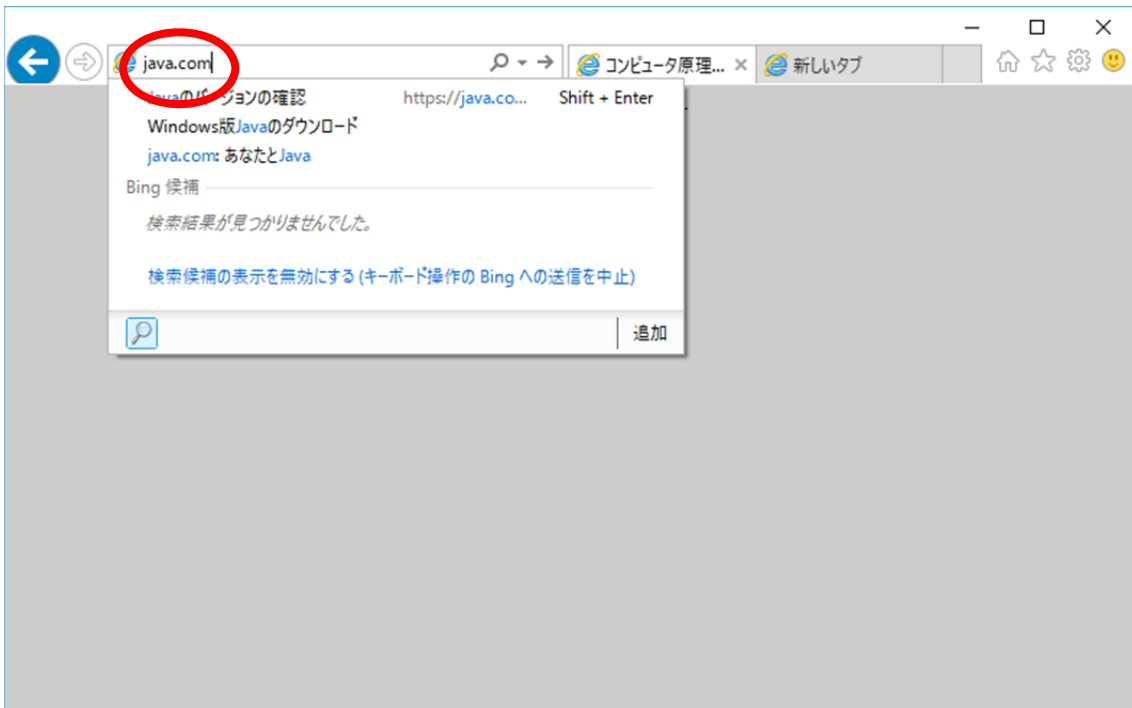 java.com
コンピュータ原理...
新しいタブ
Javaのバージョンの確認 https://java.co... Shift + Enter
Windows版Javaのダウンロード
java.com: あなたとJava
Bing 候補
検索結果が見つかりませんでした。
検索候補の表示を無効にする (キーボード操作の Bing への送信を中止)
追加